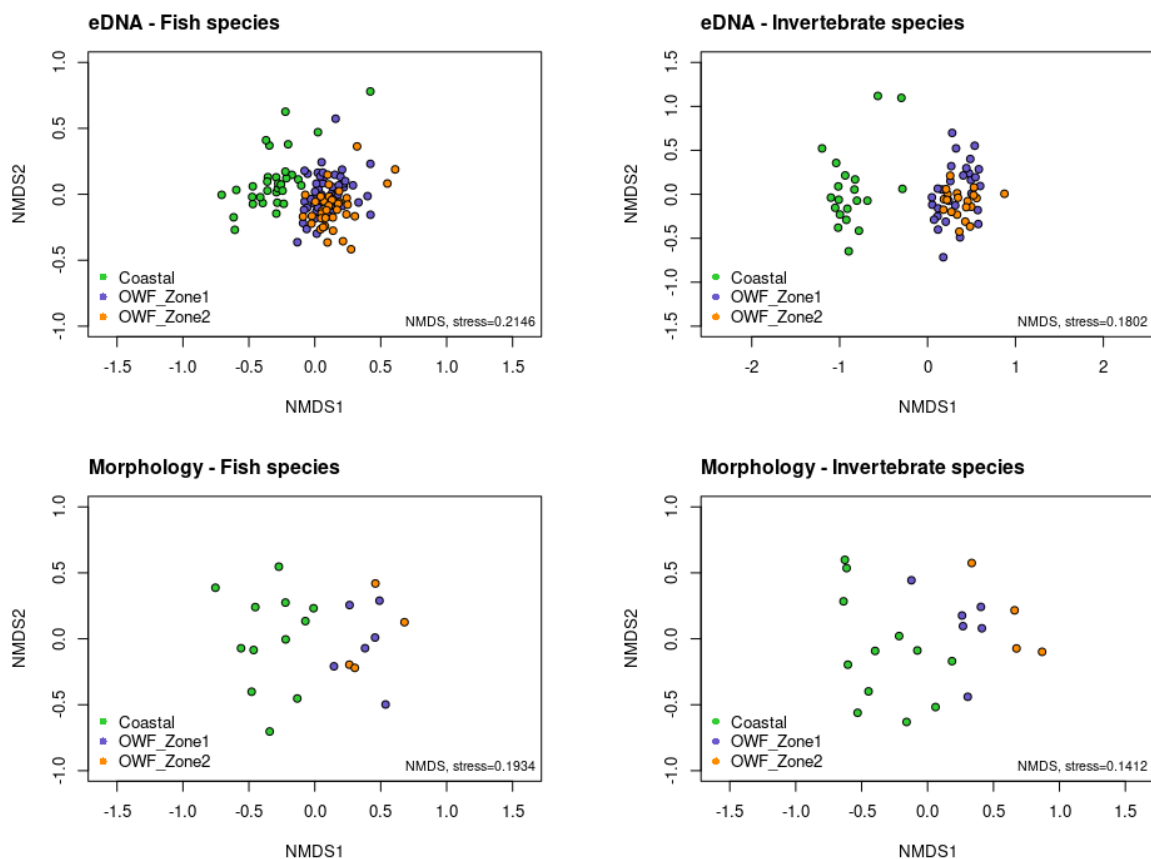 eDNA - Fish species
NMDS2
1.0
0.5
0.0
-0.5
-1.0
Coastal
OWF_Zone1
OWF_Zone2
NMDS, stress=0.2146
-1.5 -1.0 -0.5 0.0 0.5 1.0 1.5
NMDS1
eDNA - Invertebrate species
NMDS2
1.5
1.0
0.5
0.0
-0.5
-1.0
-1.5
Coastal
OWF_Zone1
OWF_Zone2
NMDS, stress=0.1802
-2 -1 0 1 2
NMDS1
Morphology - Fish species
NMDS2
1.0
0.5
0.0
-0.5
-1.0
Coastal
OWF_Zone1
OWF_Zone2
NMDS, stress=0.1934
-1.5 -1.0 -0.5 0.0 0.5 1.0 1.5
NMDS1
Morphology - Invertebrate species
NMDS2
1.0
0.5
0.0
-0.5
-1.0
Coastal
OWF_Zone1
OWF_Zone2
NMDS, stress=0.1412
-1.5 -1.0 -0.5 0.0 0.5 1.0 1.5
NMDS1